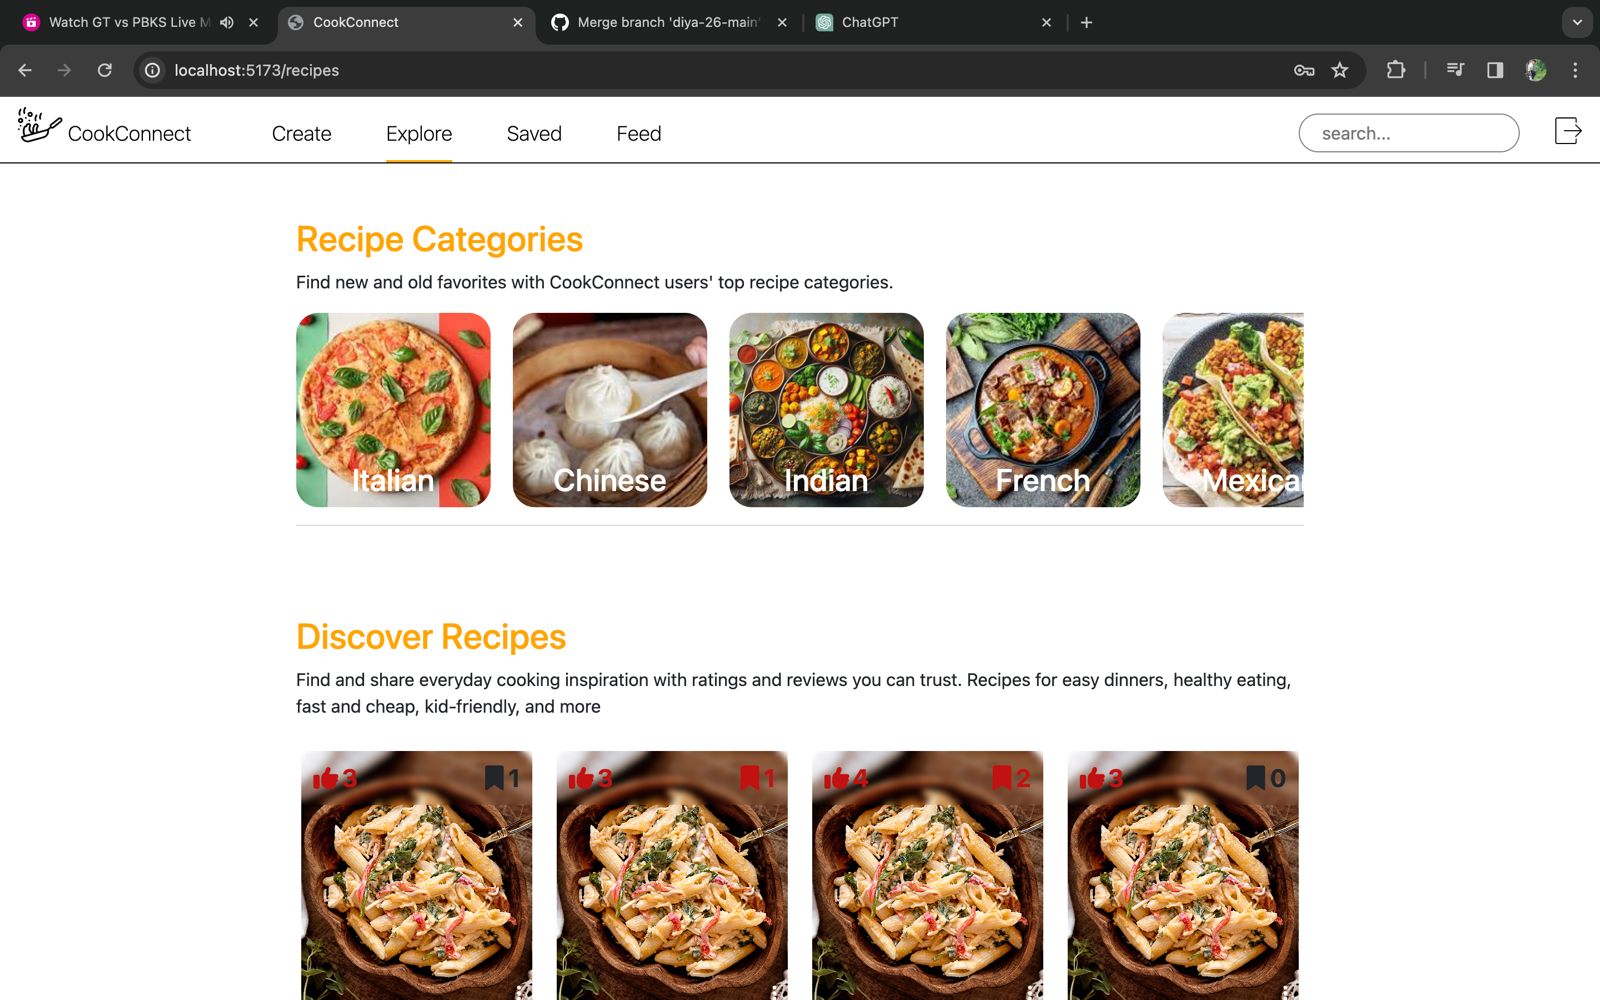 Watch GT vs PBKS Live M
CookConnect
Merge branch 'diya-26-main'
ChatGPT
localhost:5173/recipes
CookConnect
Create
Explore
Saved
Feed
search...
Recipe Categories
Find new and old favorites with CookConnect users' top recipe categories.
Italian
Chinese
Indian
French
Mexican
Discover Recipes
Find and share everyday cooking inspiration with ratings and reviews you can trust. Recipes for easy dinners, healthy eating,
fast and cheap, kid-friendly, and more
3 1
3 1
4 2
3 0